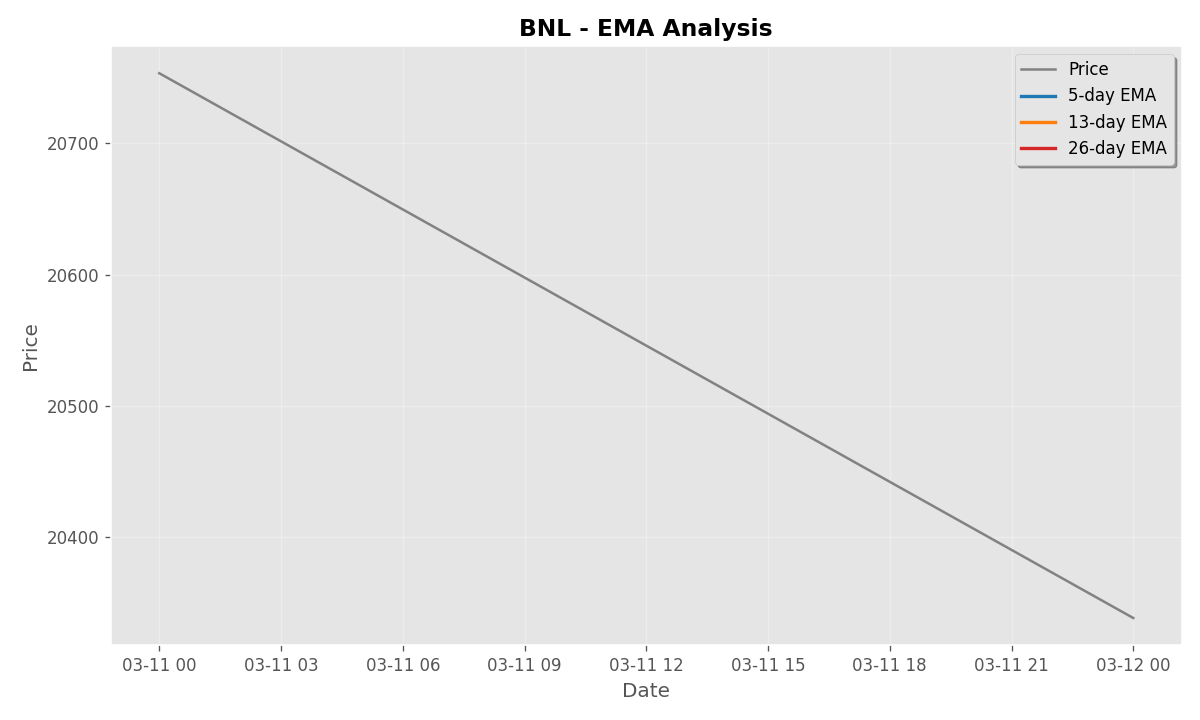 BNL - EMA Analysis
Price
5-day EMA
13-day EMA
26-day EMA
20700
20600
20500
20400
Price
03-11 00
03-11 03
03-11 06
03-11 09
03-11 12
03-11 15
03-11 18
03-11 21
03-12 00
Date